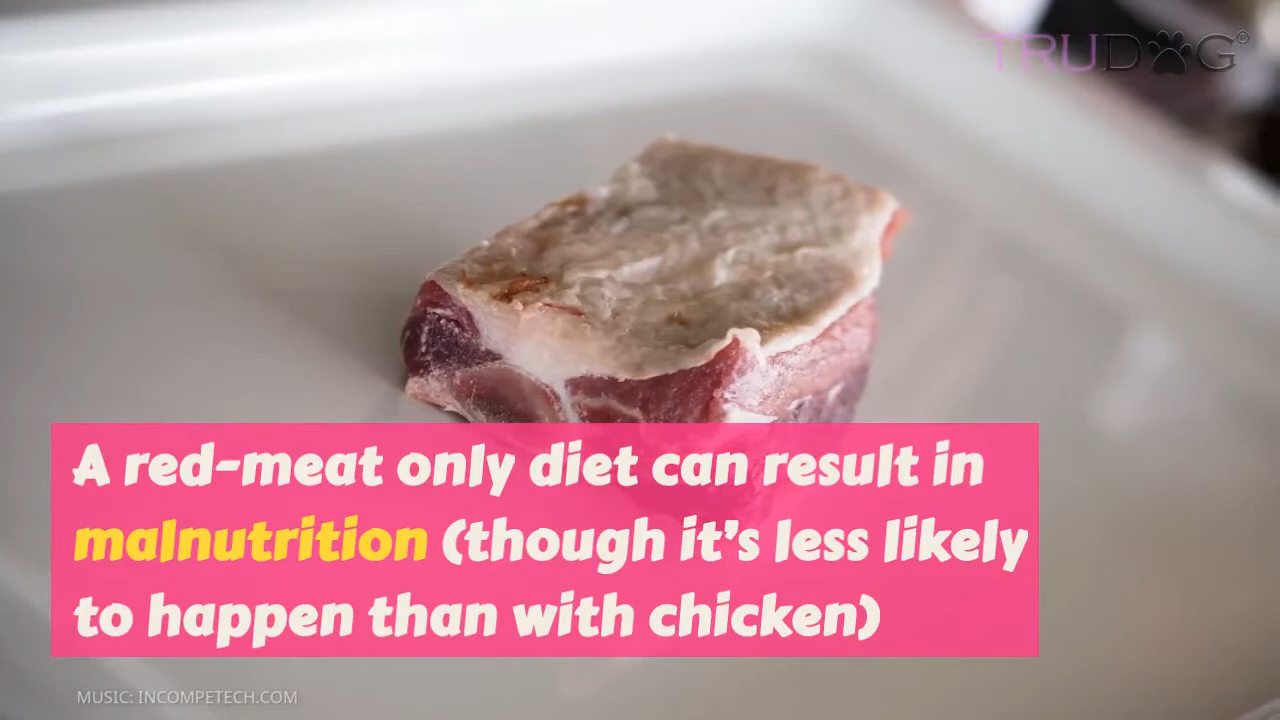 TRUDOG®
A red-meat only diet can result in
malnutrition (though it's less likely
to happen than with chicken)
MUSIC: INCOMPETECH.COM